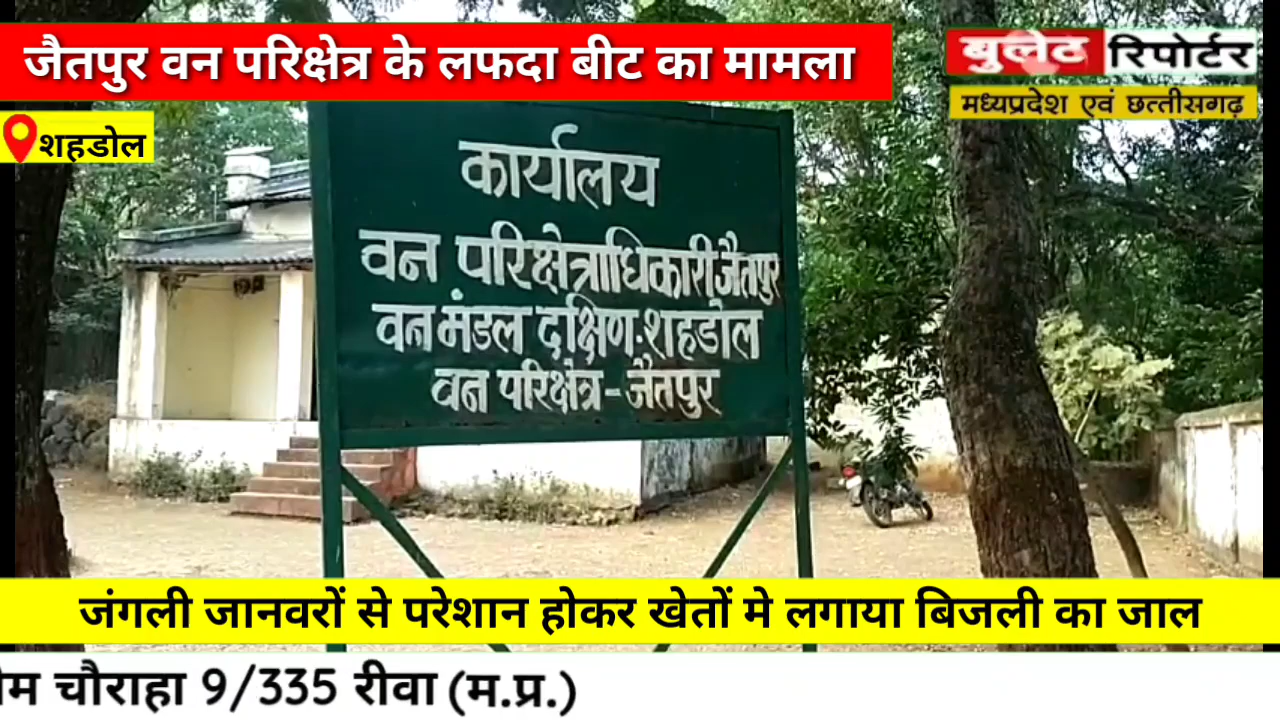 जैतपुर वन परिक्षेत्र के लफदा बीट का मामला
बुलेट रिपोर्टर
मध्यप्रदेश एवं छत्तीसगढ़
शहडोल
कार्यालय
वन परिक्षेत्राधिकारी जैतपुर
वन मंडल दक्षिण-शहडोल
वन परिक्षेत्र-जैतपुर
जंगली जानवरों से परेशान होकर खेतों मे लगाया बिजली का जाल
चौराहा 9/335 रीवा (म.प्र.)